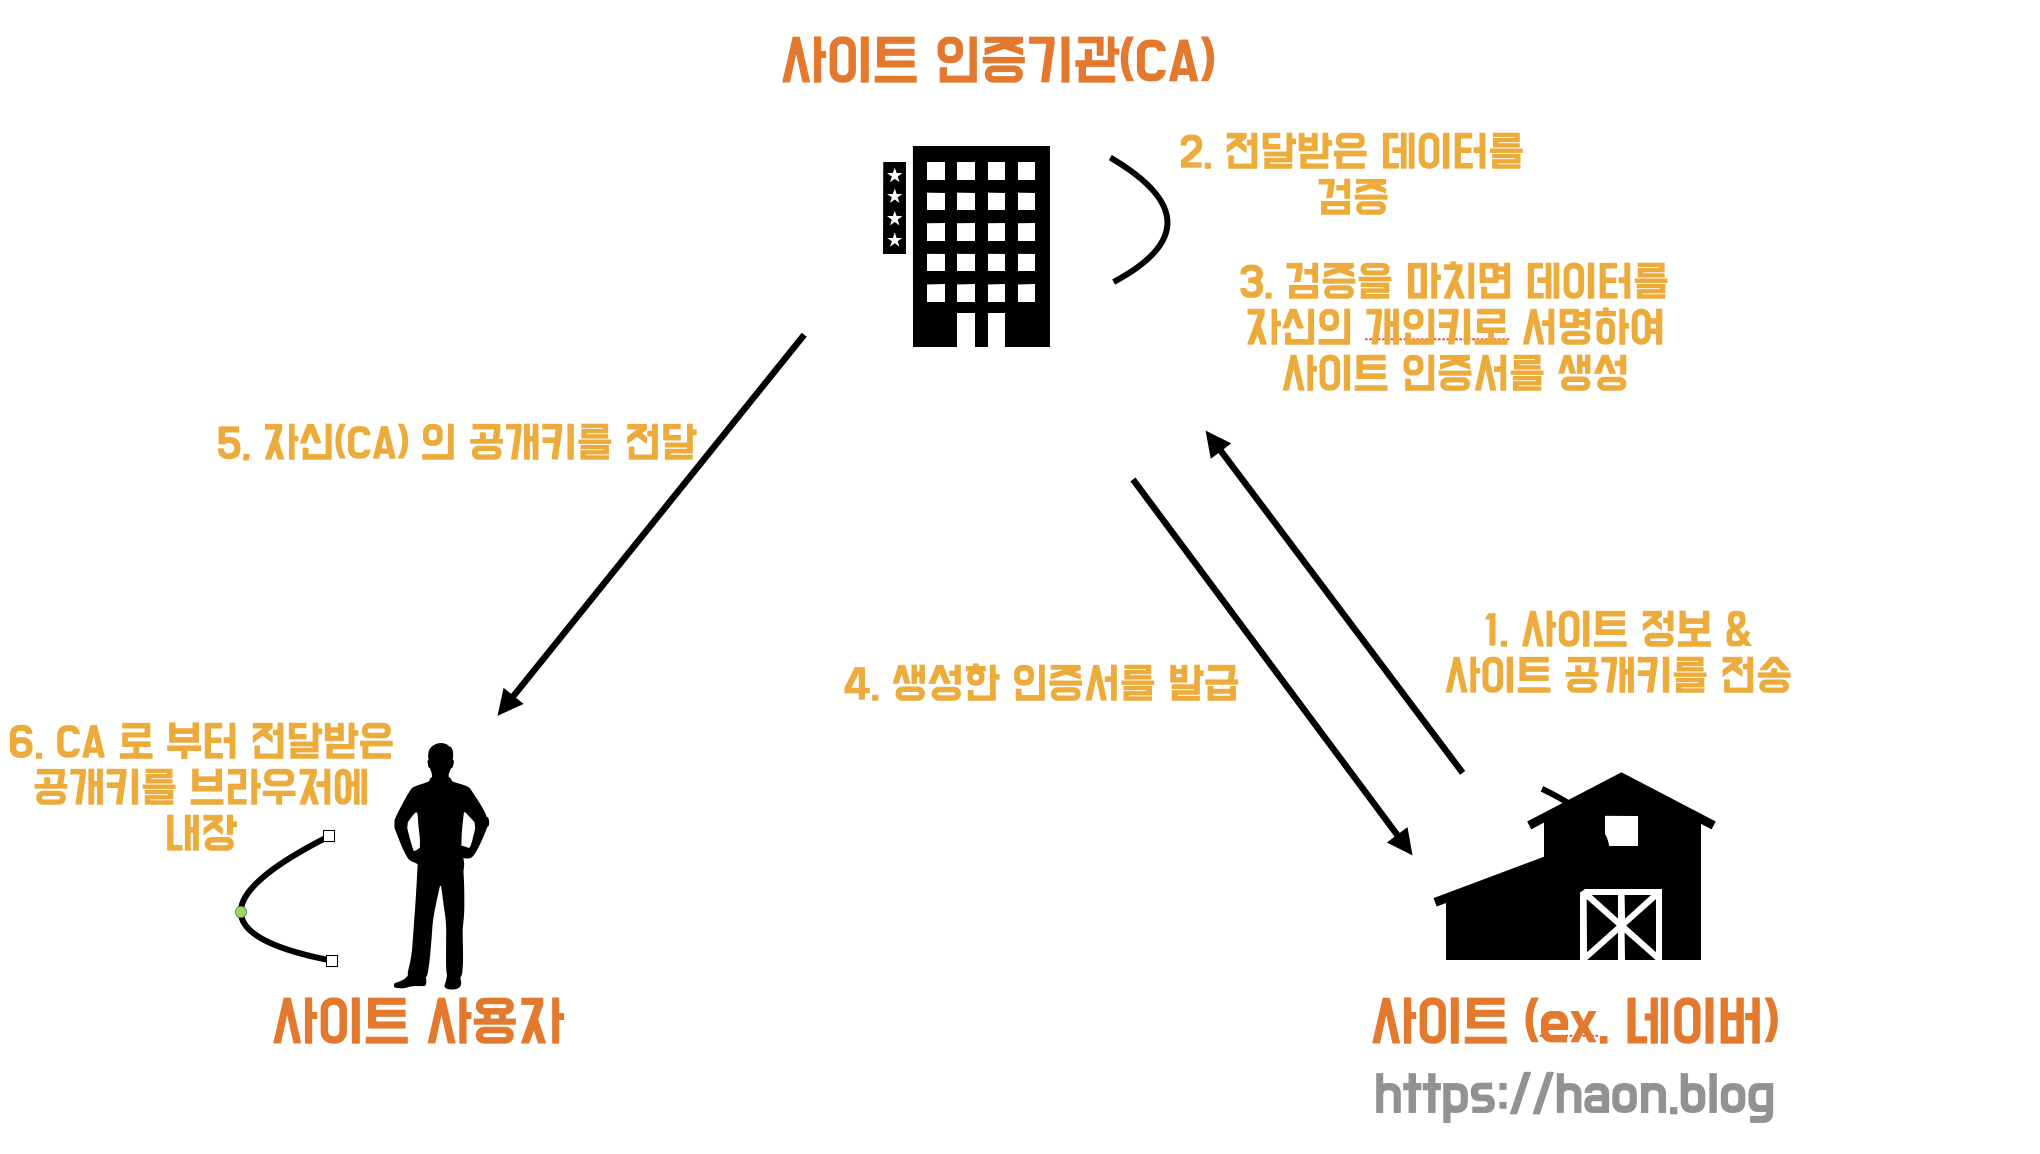 사이트 인증기관(CA)
2. 전달받은 데이터를
검증
3. 검증을 마치면 데이터를
자신의 개인키로 서명하여
사이트 인증서를 생성
5. 자신(CA) 의 공개키를 전달
1. 사이트 정보 &
사이트 공개키를 전송
4. 생성한 인증서를 발급
6. CA 로 부터 전달받은
공개키를 브라우저에
내장
사이트 사용자
사이트 (ex. 네이버)
https://haon.blog